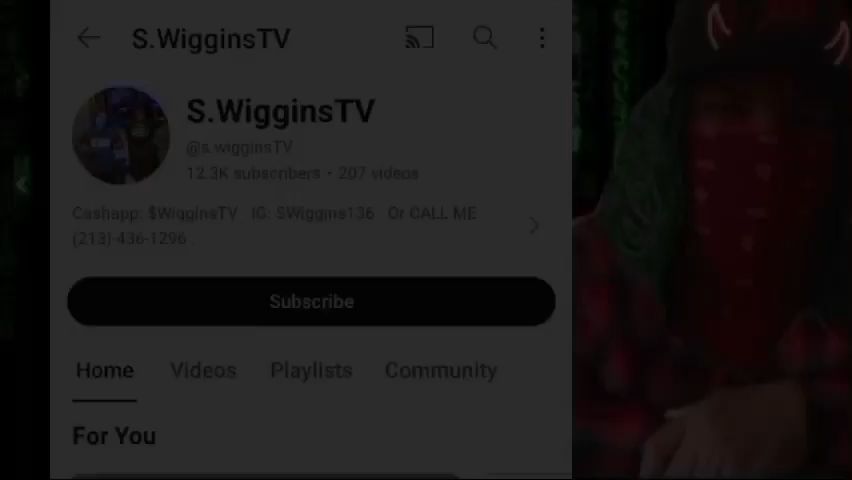 S.WigginsTV
S.WigginsTV
@s.wigginsTV
12.3K subscribers • 207 videos
Cashapp: $WigginsTV IG: SWiggins136 Or CALL ME
(213)-436-1296 .
Subscribe
Home Videos Playlists Community
For You